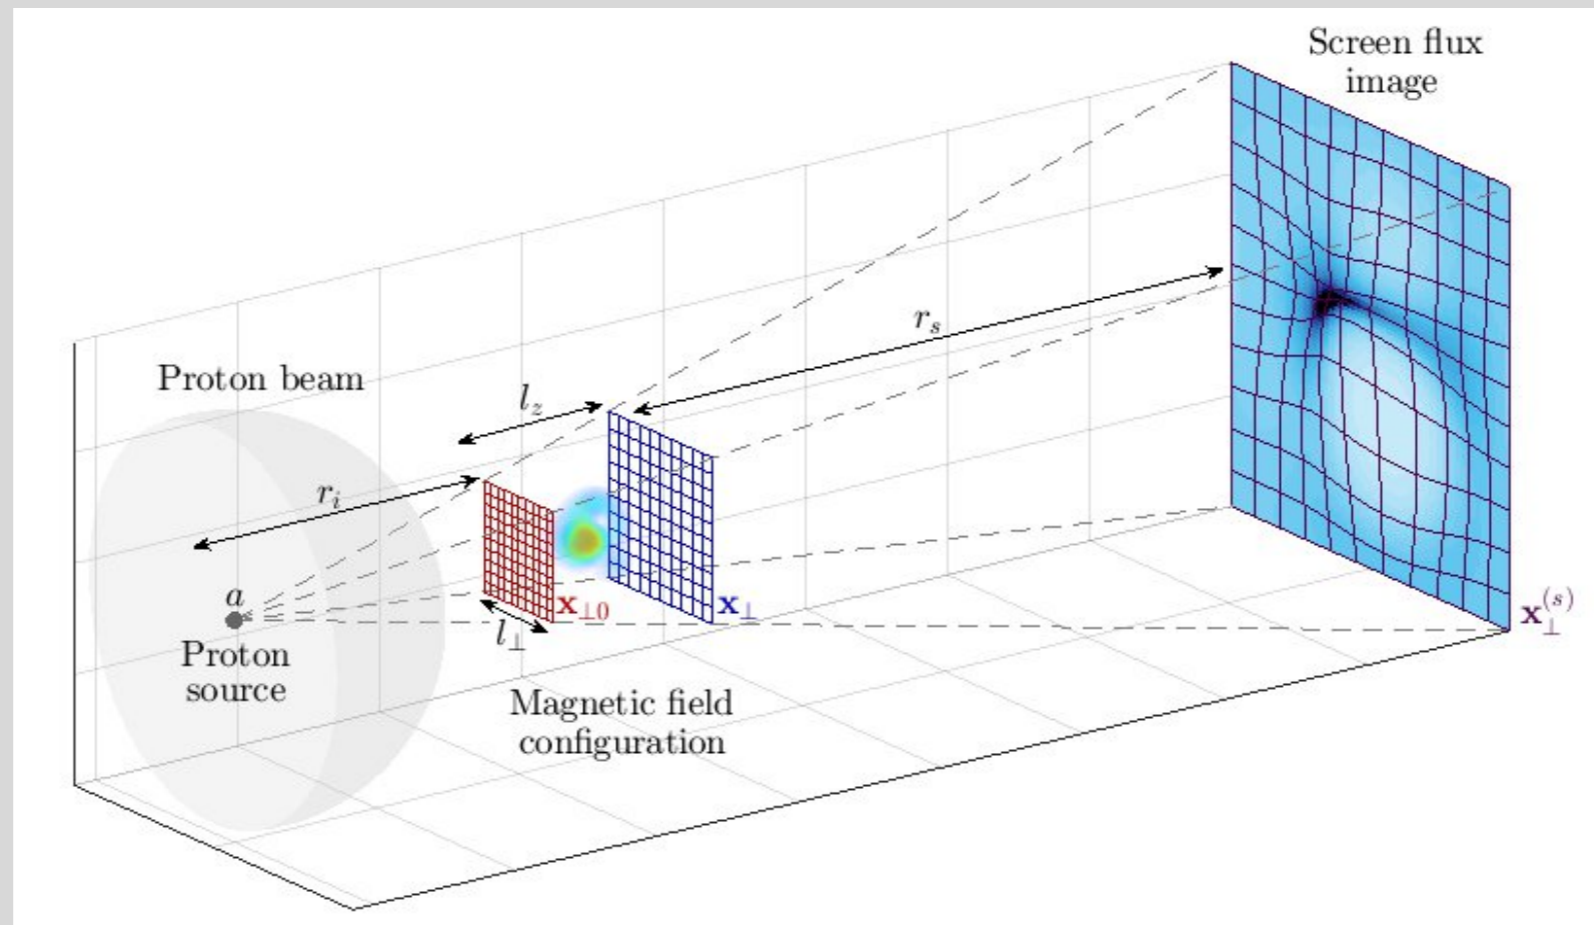 Screen flux
image
r_s
Proton beam
l_z
r_i
a
x_{⊥0}
x_⊥
x_⊥^{(s)}
l_⊥
Proton
source
Magnetic field
configuration